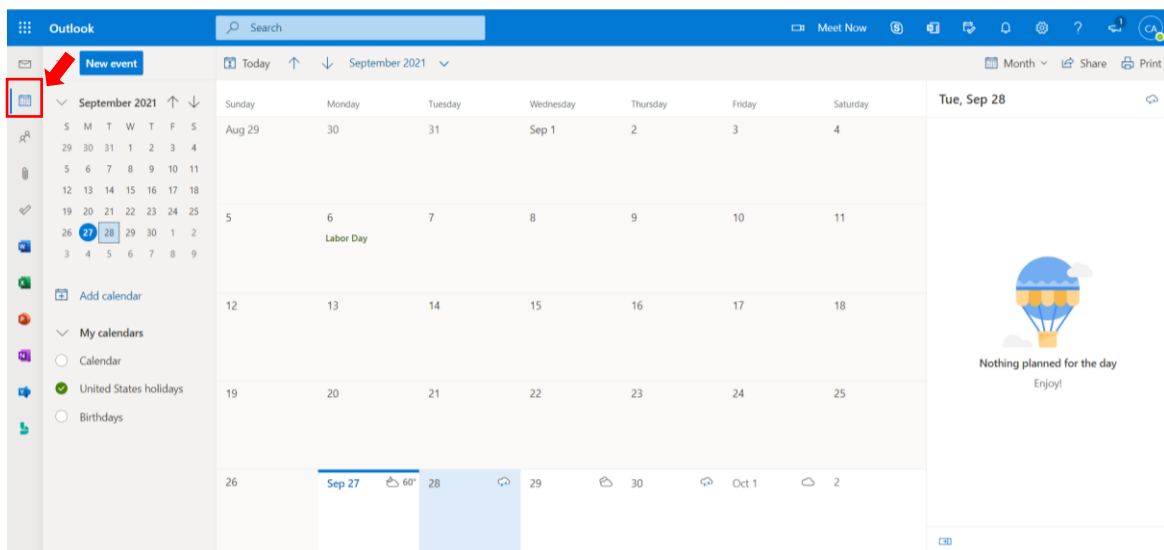 Outlook
Search
Meet Now
1
CA
New event
Today
September 2021
Month
Share
Print
September 2021
S M T W T F S
29 30 31 1 2 3 4
5 6 7 8 9 10 11
12 13 14 15 16 17 18
19 20 21 22 23 24 25
26 27 28 29 30 1 2
3 4 5 6 7 8 9
Add calendar
My calendars
Calendar
United States holidays
Birthdays
Sunday Monday Tuesday Wednesday Thursday Friday Saturday
Aug 29 30 31 Sep 1 2 3 4
5 6 7 8 9 10 11
Labor Day
12 13 14 15 16 17 18
19 20 21 22 23 24 25
26 Sep 27 60° 28 29 30 Oct 1 2
Tue, Sep 28
Nothing planned for the day
Enjoy!